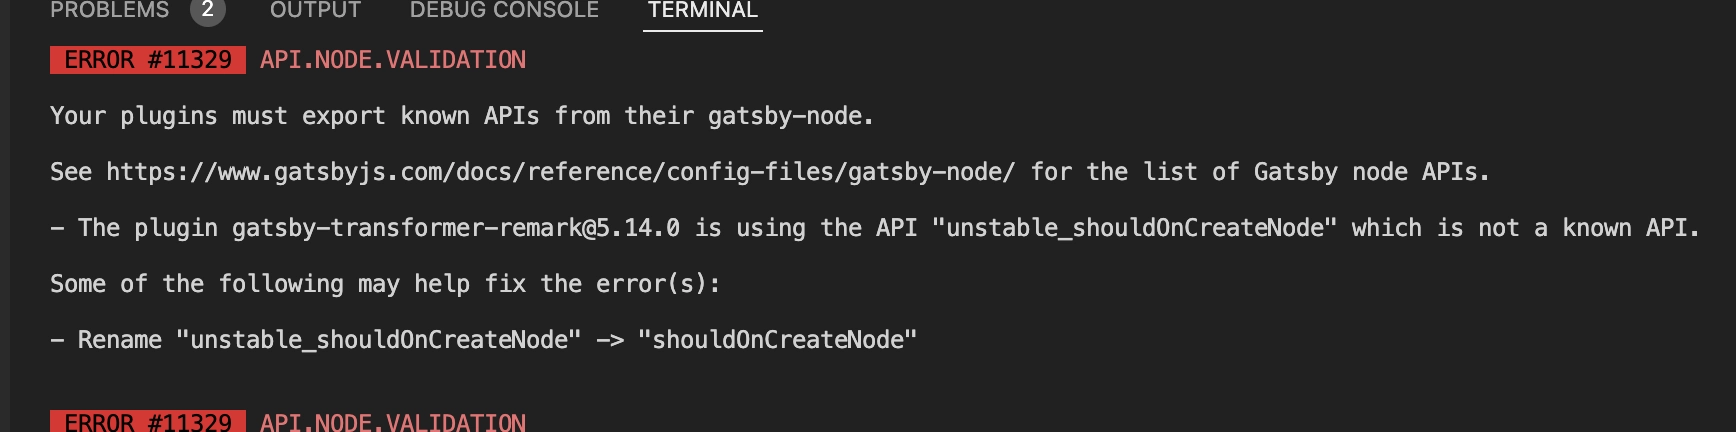 PROBLEMS 2 OUTPUT DEBUG CONSOLE TERMINAL
ERROR #11329 API.NODE.VALIDATION
Your plugins must export known APIs from their gatsby-node.
See https://www.gatsbyjs.com/docs/reference/config-files/gatsby-node/ for the list of Gatsby node APIs.
- The plugin gatsby-transformer-remark@5.14.0 is using the API "unstable_shouldOnCreateNode" which is not a known API.
Some of the following may help fix the error(s):
- Rename "unstable_shouldOnCreateNode" -> "shouldOnCreateNode"
ERROR #11329 API.NODE.VALIDATION